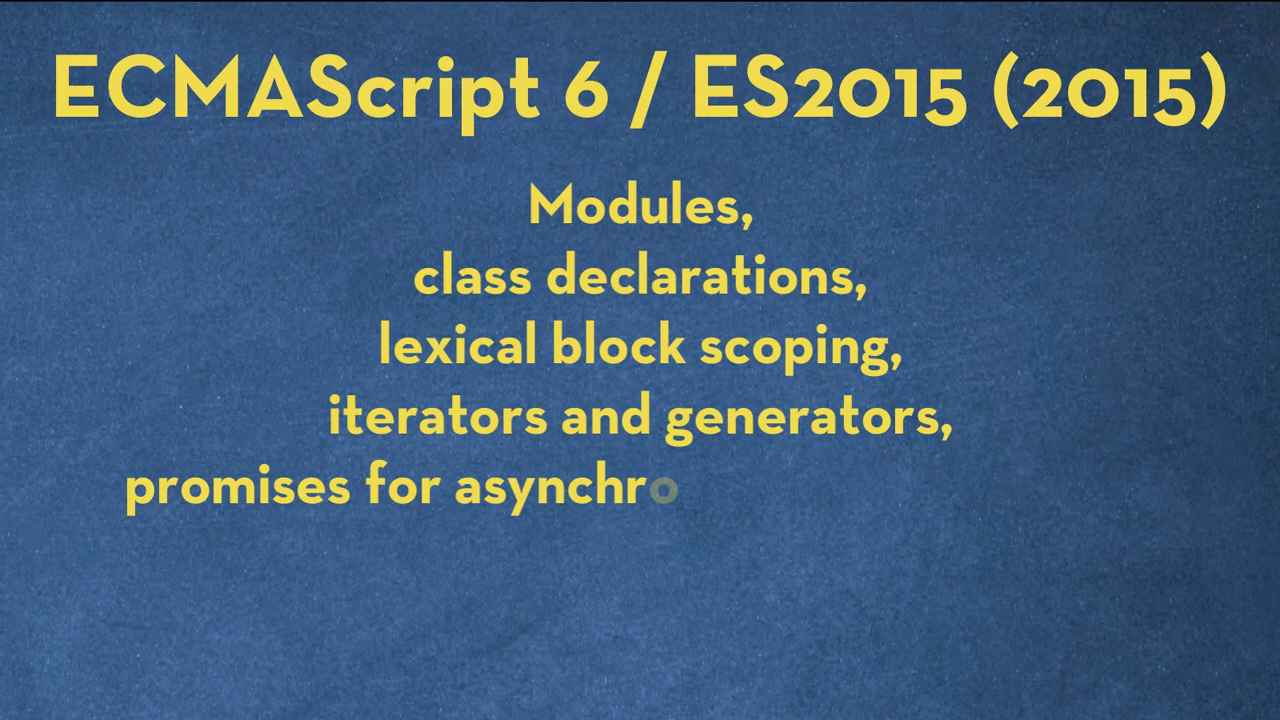 ECMAScript 6 / ES2015 (2015)
Modules,
class declarations,
lexical block scoping,
iterators and generators,
promises for asynchro